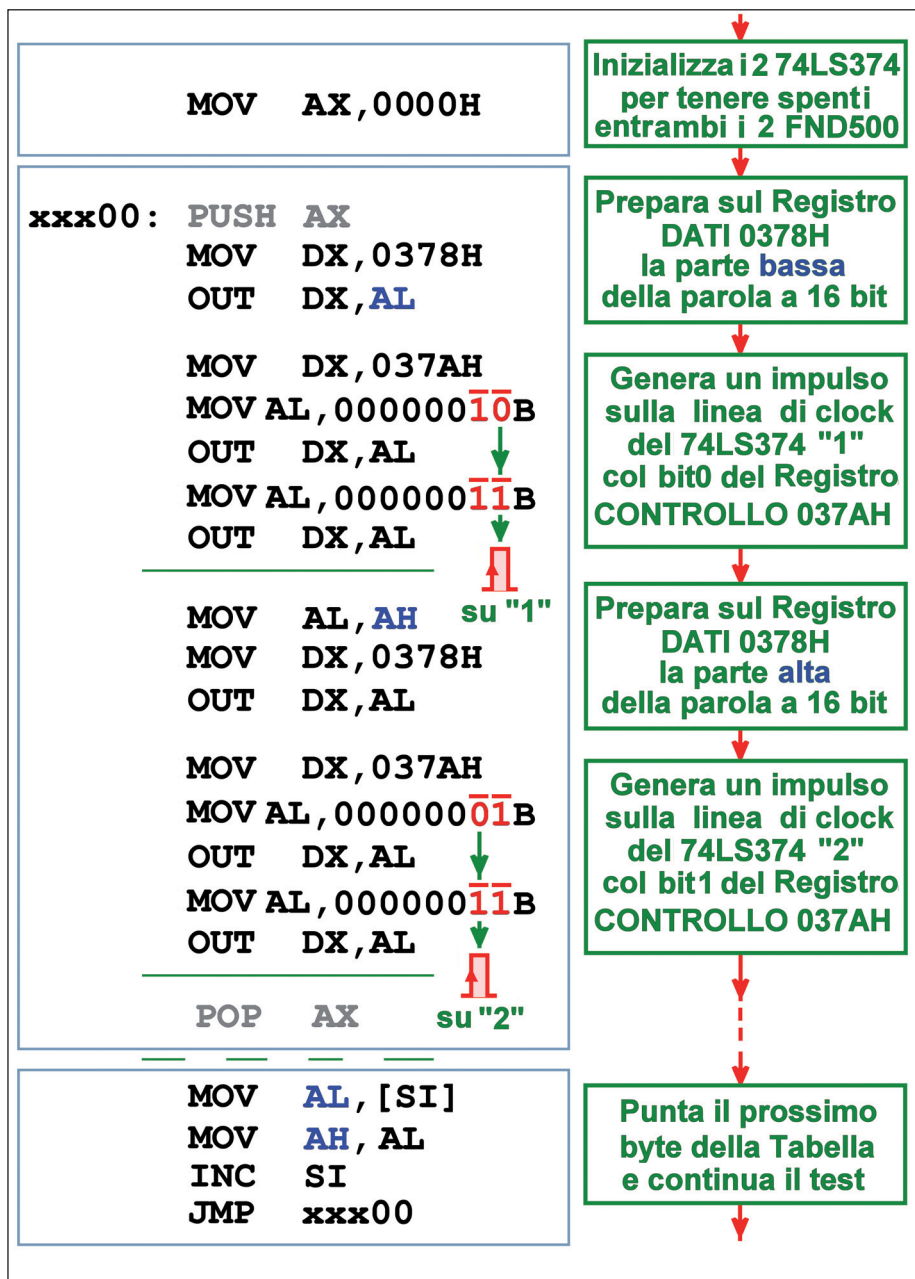 MOV AX,0000H
Inizializza i 2 74LS374
per tenere spenti
entrambi i 2 FND500
xxx00: PUSH AX
MOV DX,0378H
OUT DX,AL
MOV DX,037AH
MOV AL,00000010B
OUT DX,AL
MOV AL,00000011B
OUT DX,AL
su "1"
MOV AL,AH
MOV DX,0378H
OUT DX,AL
MOV DX,037AH
MOV AL,00000001B
OUT DX,AL
MOV AL,00000011B
OUT DX,AL
su "2"
POP AX
Prepara sul Registro
DATI 0378H
la parte bassa
della parola a 16 bit
Genera un impulso
sulla linea di clock
del 74LS374 "1"
col bit0 del Registro
CONTROLLO 037AH
Prepara sul Registro
DATI 0378H
la parte alta
della parola a 16 bit
Genera un impulso
sulla linea di clock
del 74LS374 "2"
col bit1 del Registro
CONTROLLO 037AH
MOV AL,[SI]
MOV AH,AL
INC SI
JMP xxx00
Punta il prossimo
byte della Tabella
e continua il test